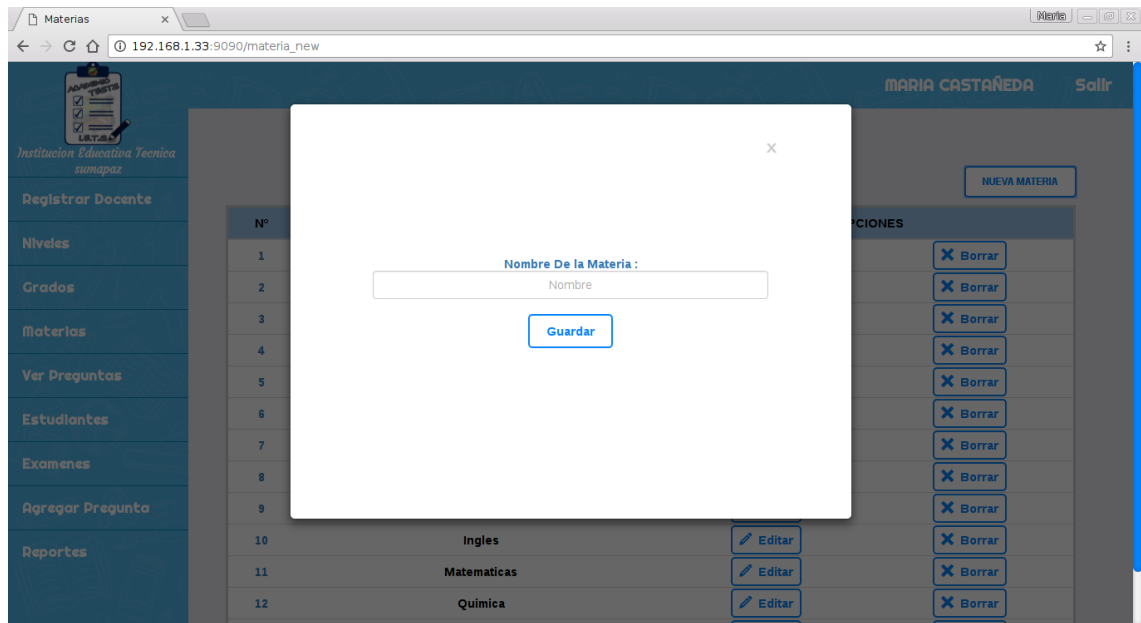 Materias
Maria
192.168.1.33:9090/materia_new
ACADEMIC
TESTS
I.E.T.S.
MARIA CASTAÑEDA
Salir
Institucion Educativa Tecnica
sumapaz
Registrar Docente
Niveles
Grados
Materias
Ver Preguntas
Estudiantes
Examenes
Agregar Pregunta
Reportes
x
NUEVA MATERIA
Nombre De la Materia :
Nombre
Guardar
N°
1 Borrar
2 Borrar
3 Borrar
4 Borrar
5 Borrar
6 Borrar
7 Borrar
8 Borrar
9 Borrar
10 Ingles Editar Borrar
11 Matematicas Editar Borrar
12 Quimica Editar Borrar